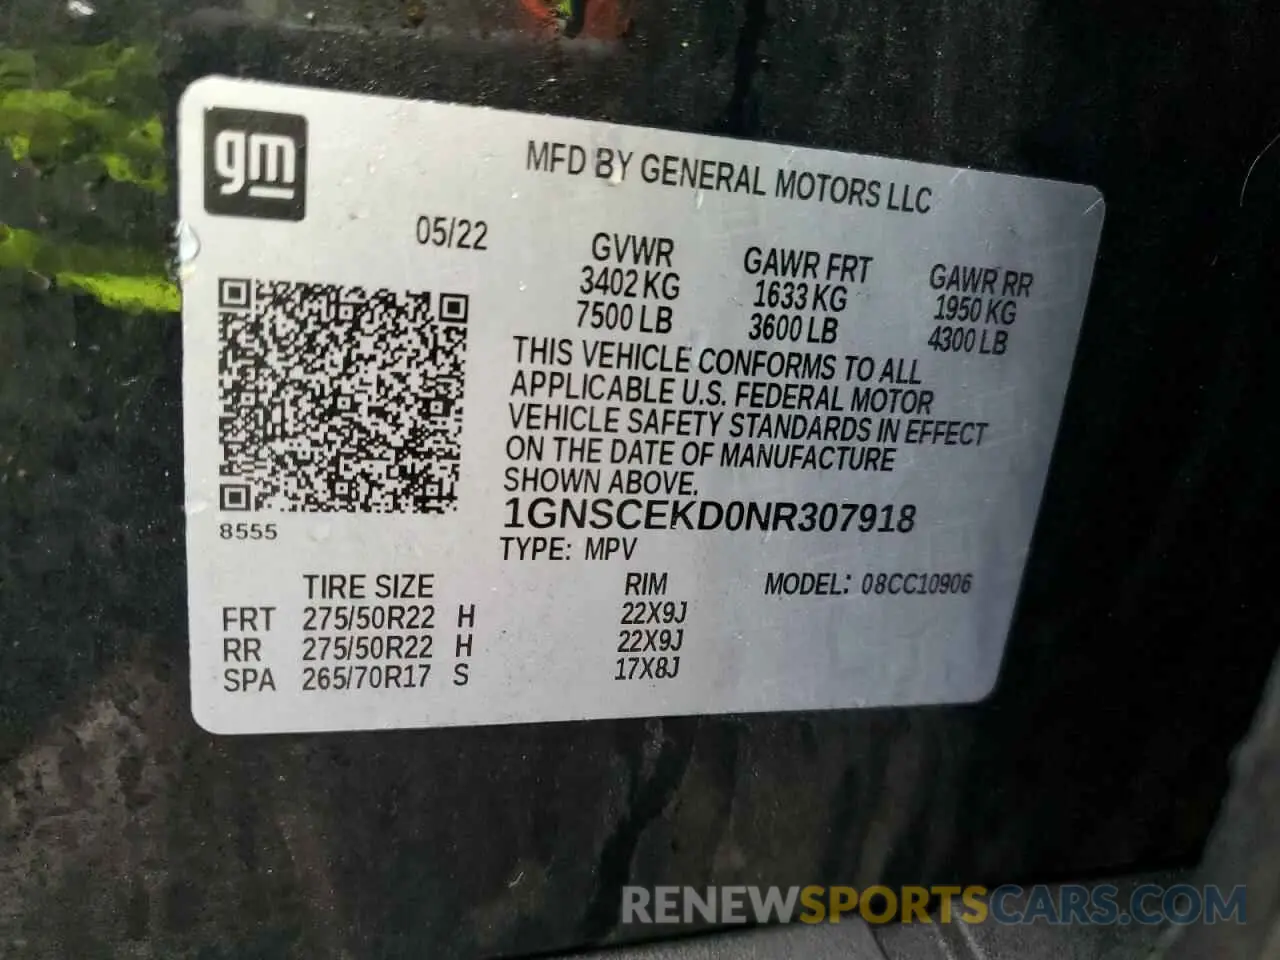 gm
MFD BY GENERAL MOTORS LLC
05/22
GVWR GAWR FRT GAWR RR
3402 KG 1633 KG 1950 KG
7500 LB 3600 LB 4300 LB
THIS VEHICLE CONFORMS TO ALL
APPLICABLE U.S. FEDERAL MOTOR
VEHICLE SAFETY STANDARDS IN EFFECT
ON THE DATE OF MANUFACTURE
SHOWN ABOVE.
1GNSCEKD0NR307918
8555
TYPE: MPV
TIRE SIZE RIM MODEL: 08CC10906
FRT 275/50R22 H 22X9J
RR 275/50R22 H 22X9J
SPA 265/70R17 S 17X8J
RENEWSPORTSCARS.COM